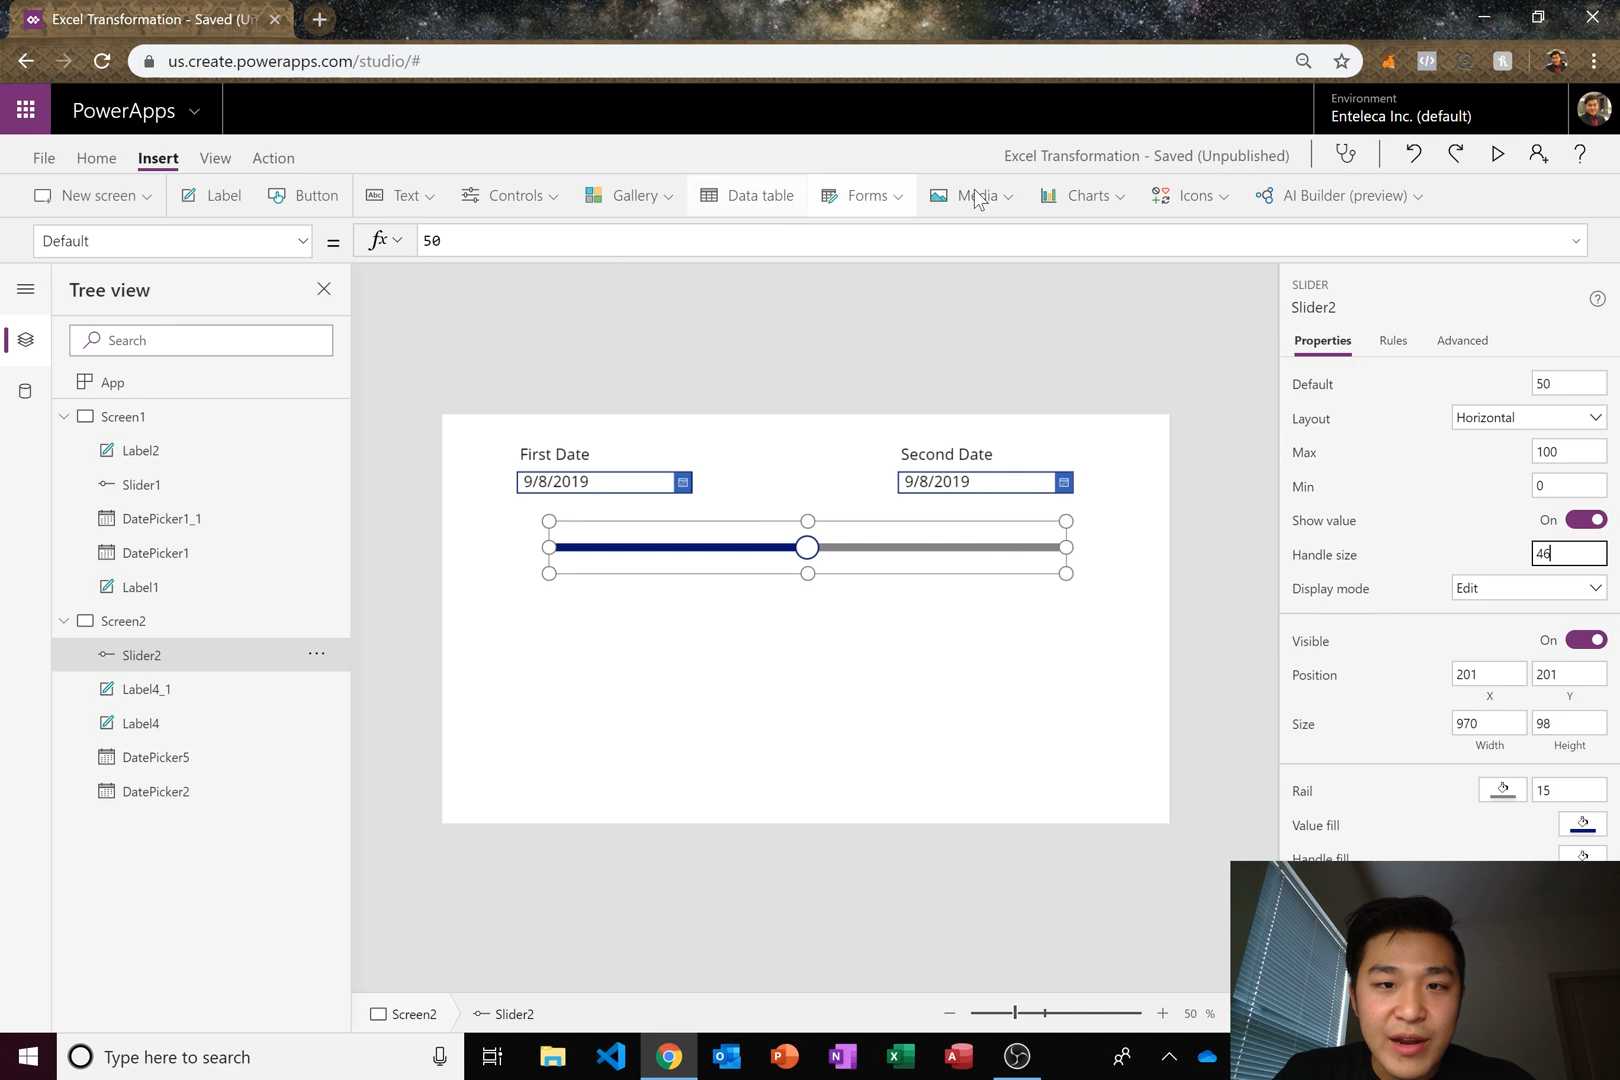 Excel Transformation - Saved (Un
us.create.powerapps.com/studio/#
PowerApps
Environment
Enteleca Inc. (default)
File
Home
Insert
View
Action
Excel Transformation - Saved (Unpublished)
New screen
Label
Button
Text
Controls
Gallery
Data table
Forms
Media
Charts
Icons
AI Builder (preview)
Default
=
fx
50
Tree view
Search
App
Screen1
Label2
Slider1
DatePicker1_1
DatePicker1
Label1
Screen2
Slider2
Label4_1
Label4
DatePicker5
DatePicker2
First Date
9/8/2019
Second Date
9/8/2019
SLIDER
Slider2
Properties
Rules
Advanced
Default
50
Layout
Horizontal
Max
100
Min
0
Show value
On
Handle size
46
Display mode
Edit
Visible
On
Position
201
201
X
Y
Size
970
98
Width
Height
Rail
15
Value fill
Handle fill
Screen2
Slider2
50 %
Type here to search